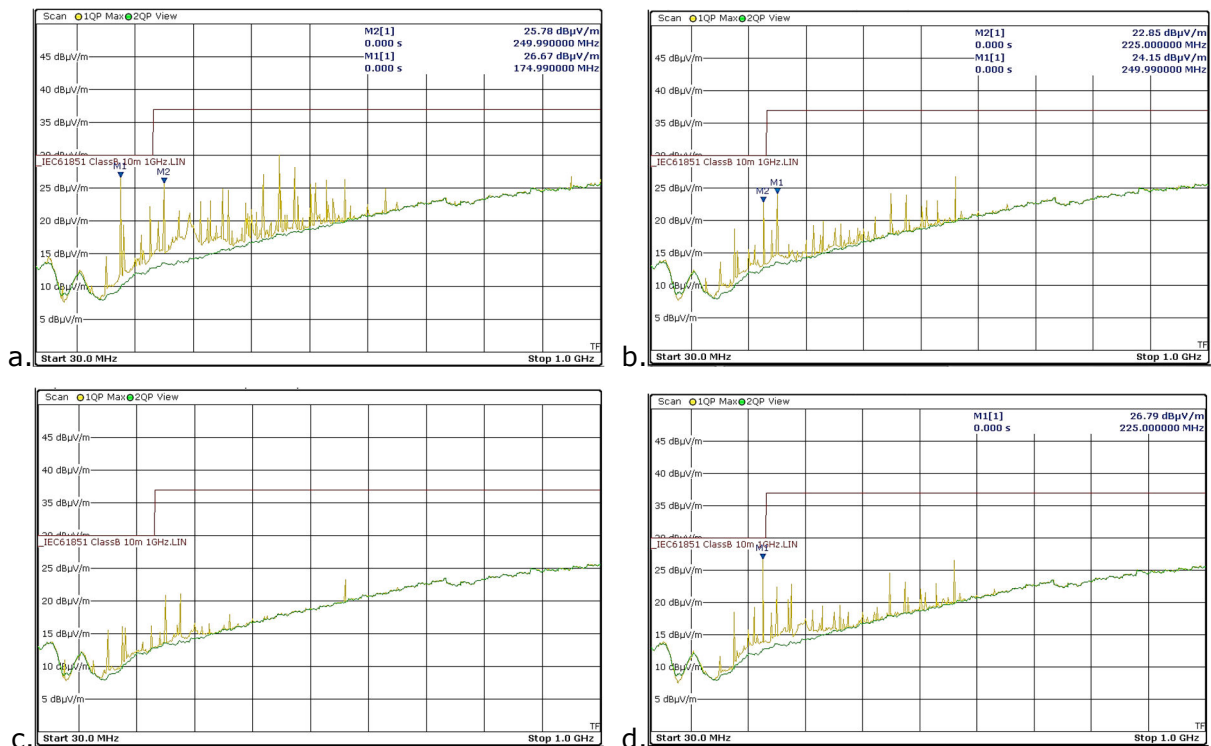 Scan 1QP Max 2QP View
M2[1] 25.78 dBµV/m
0.000 s 249.990000 MHz
M1[1] 26.67 dBµV/m
0.000 s 174.990000 MHz
45 dBµV/m
40 dBµV/m
35 dBµV/m
_IEC61851 ClassB 10m 1GHz.LIN
M1
M2
25 dBµV/m
20 dBµV/m
15 dBµV/m
10 dBµV/m
5 dBµV/m
TF
Start 30.0 MHz Stop 1.0 GHz
a.
Scan 1QP Max 2QP View
M2[1] 22.85 dBµV/m
0.000 s 225.000000 MHz
M1[1] 24.15 dBµV/m
0.000 s 249.990000 MHz
45 dBµV/m
40 dBµV/m
35 dBµV/m
_IEC61851 ClassB 10m 1GHz.LIN
M1
M2
25 dBµV/m
20 dBµV/m
15 dBµV/m
10 dBµV/m
5 dBµV/m
TF
Start 30.0 MHz Stop 1.0 GHz
b.
Scan 1QP Max 2QP View
45 dBµV/m
40 dBµV/m
35 dBµV/m
_IEC61851 ClassB 10m 1GHz.LIN
25 dBµV/m
20 dBµV/m
15 dBµV/m
10 dBµV/m
5 dBµV/m
TF
Start 30.0 MHz Stop 1.0 GHz
c.
Scan 1QP Max 2QP View
M1[1] 26.79 dBµV/m
0.000 s 225.000000 MHz
45 dBµV/m
40 dBµV/m
35 dBµV/m
_IEC61851 ClassB 10m 1GHz.LIN
M1
25 dBµV/m
20 dBµV/m
15 dBµV/m
10 dBµV/m
5 dBµV/m
TF
Start 30.0 MHz Stop 1.0 GHz
d.